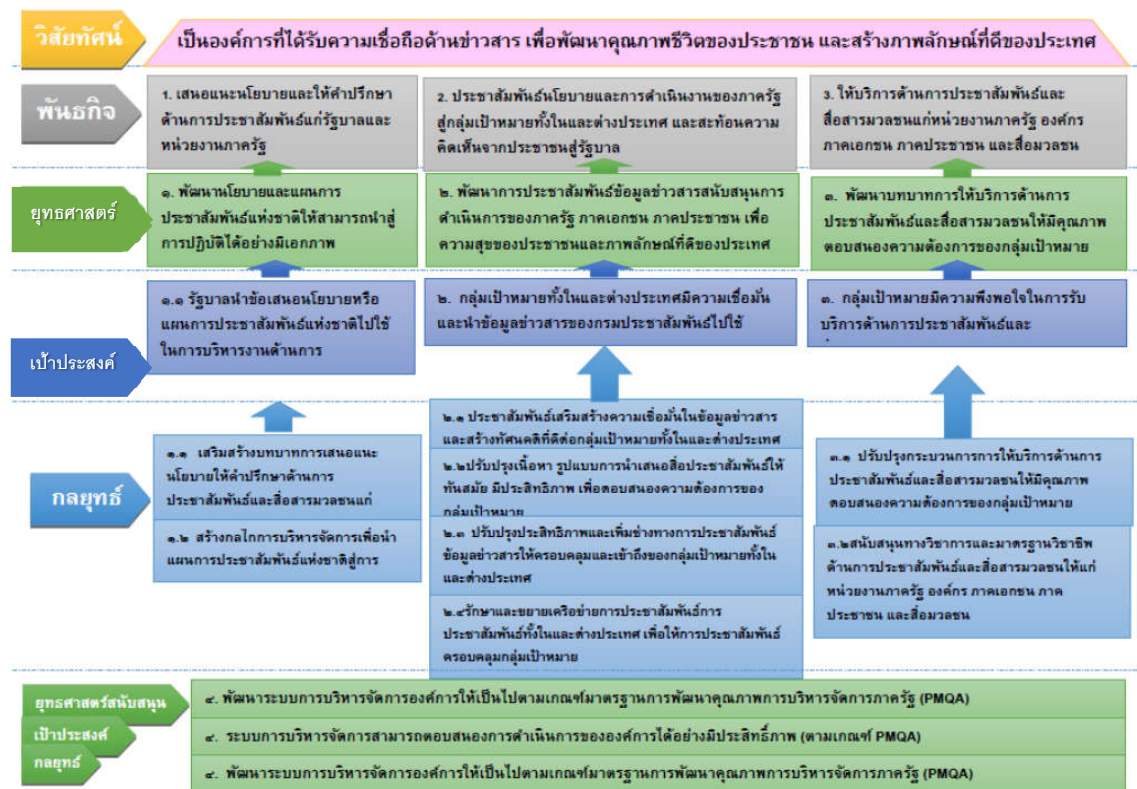 วิสัยทัศน์
เป็นองค์การที่ได้รับความเชื่อถือด้านข่าวสาร เพื่อพัฒนาคุณภาพชีวิตของประชาชน และสร้างภาพลักษณ์ที่ดีของประเทศ
พันธกิจ
1. เสนอแนะนโยบายและให้คำปรึกษา
ด้านการประชาสัมพันธ์แก่รัฐบาลและ
หน่วยงานภาครัฐ
2. ประชาสัมพันธ์นโยบายและการดำเนินงานของภาครัฐ
สู่กลุ่มเป้าหมายทั้งในและต่างประเทศ และสะท้อนความ
คิดเห็นจากประชาชนสู่รัฐบาล
3. ให้บริการด้านการประชาสัมพันธ์และ
สื่อสารมวลชนแก่หน่วยงานภาครัฐ องค์กร
ภาคเอกชน ภาคประชาชน และสื่อมวลชน
ยุทธศาสตร์
๑. พัฒนานโยบายและแผนการ
ประชาสัมพันธ์แห่งชาติให้สามารถนำสู่
การปฏิบัติได้อย่างมีเอกภาพ
๒. พัฒนาการประชาสัมพันธ์ข้อมูลข่าวสารสนับสนุนการ
ดำเนินการของภาครัฐ ภาคเอกชน ภาคประชาชน เพื่อ
ความสุขของประชาชนและภาพลักษณ์ที่ดีของประเทศ
๓. พัฒนาบทบาทการให้บริการด้านการ
ประชาสัมพันธ์และสื่อสารมวลชนให้มีคุณภาพ
ตอบสนองความต้องการของกลุ่มเป้าหมาย
เป้าประสงค์
๑.๑ รัฐบาลนำข้อเสนอนโยบายหรือ
แผนการประชาสัมพันธ์แห่งชาติไปใช้
ในการบริหารงานด้านการ
๒. กลุ่มเป้าหมายทั้งในและต่างประเทศมีความเชื่อมั่น
และนำข้อมูลข่าวสารของกรมประชาสัมพันธ์ไปใช้
๓. กลุ่มเป้าหมายมีความพึงพอใจในการรับ
บริการด้านการประชาสัมพันธ์และ
กลยุทธ์
๑.๑ เสริมสร้างบทบาทการเสนอแนะ
นโยบายให้คำปรึกษาด้านการ
ประชาสัมพันธ์และสื่อสารมวลชนแก่
๑.๒ สร้างกลไกการบริหารจัดการเพื่อนำ
แผนการประชาสัมพันธ์แห่งชาติสู่การ
๒.๑ ประชาสัมพันธ์เสริมสร้างความเชื่อมั่นในข้อมูลข่าวสาร
และสร้างทัศนคติที่ดีต่อกลุ่มเป้าหมายทั้งในและต่างประเทศ
๒.๒ปรับปรุงเนื้อหา รูปแบบการนำเสนอสื่อประชาสัมพันธ์ให้
ทันสมัย มีประสิทธิภาพ เพื่อตอบสนองความต้องการของ
กลุ่มเป้าหมาย
๒.๓ ปรับปรุงประสิทธิภาพและเพิ่มช่างทางการประชาสัมพันธ์
ข้อมูลข่าวสารให้ครอบคลุมและเข้าถึงของกลุ่มเป้าหมายทั้งใน
และต่างประเทศ
๒.๔รักษาและขยายเครือข่ายการประชาสัมพันธ์การ
ประชาสัมพันธ์ทั้งในและต่างประเทศ เพื่อให้การประชาสัมพันธ์
ครอบคลุมกลุ่มเป้าหมาย
๓.๑ ปรับปรุงกระบวนการการให้บริการด้านการ
ประชาสัมพันธ์และสื่อสารมวลชนให้มีคุณภาพ
ตอบสนองความต้องการของกลุ่มเป้าหมาย
๓.๒สนับสนุนทางวิชาการและมาตรฐานวิชาชีพ
ด้านการประชาสัมพันธ์และสื่อสารมวลชนให้แก่
หน่วยงานภาครัฐ องค์กร ภาคเอกชน ภาค
ประชาชน และสื่อมวลชน
ยุทธศาสตร์สนับสนุน
๔. พัฒนาระบบการบริหารจัดการองค์การให้เป็นไปตามเกณฑ์มาตรฐานการพัฒนาคุณภาพการบริหารจัดการภาครัฐ (PMQA)
เป้าประสงค์
๔. ระบบการบริหารจัดการสามารถตอบสนองการดำเนินการขององค์การได้อย่างมีประสิทธิ์ภาพ (ตามเกณฑ์ PMQA)
กลยุทธ์
๔. พัฒนาระบบการบริหารจัดการองค์การให้เป็นไปตามเกณฑ์มาตรฐานการพัฒนาคุณภาพการบริหารจัดการภาครัฐ (PMQA)